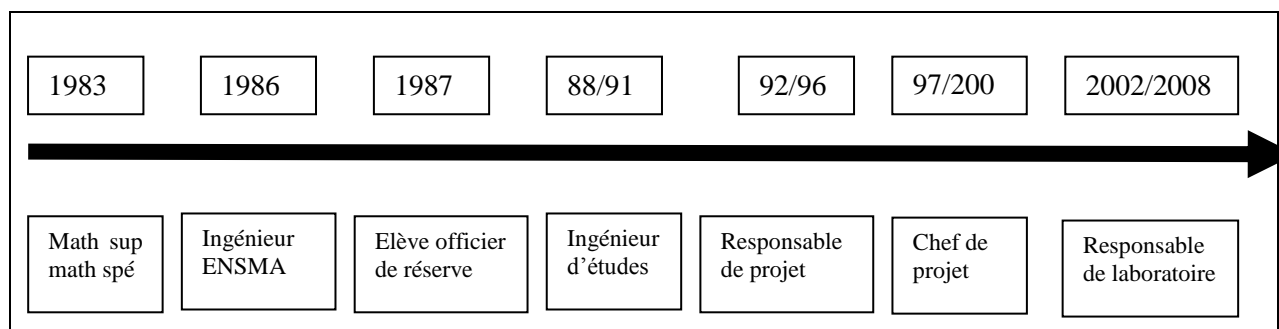 1983
1986
1987
88/91
92/96
97/200
2002/2008
Math sup
math spé
Ingénieur
ENSMA
Elève officier
de réserve
Ingénieur
d’études
Responsable
de projet
Chef de
projet
Responsable
de laboratoire